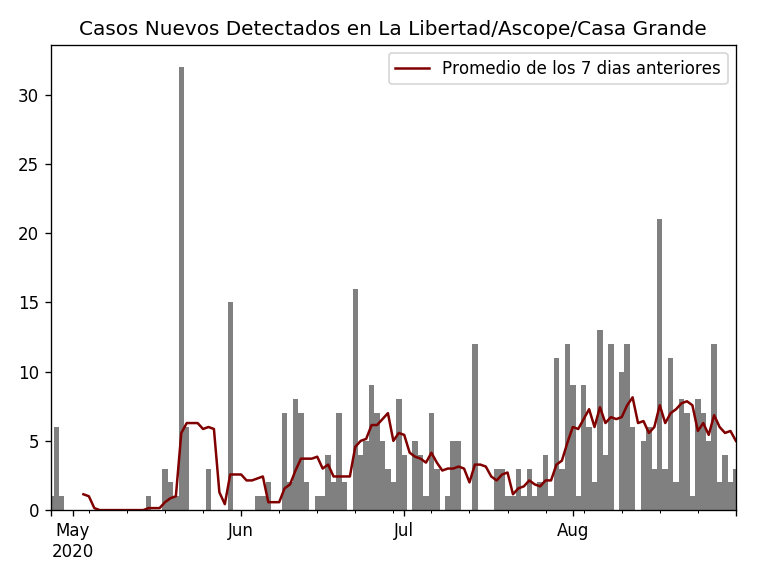 Casos Nuevos Detectados en La Libertad/Ascope/Casa Grande
Promedio de los 7 dias anteriores
30
25
20
15
10
5
0
May
2020
Jun
Jul
Aug